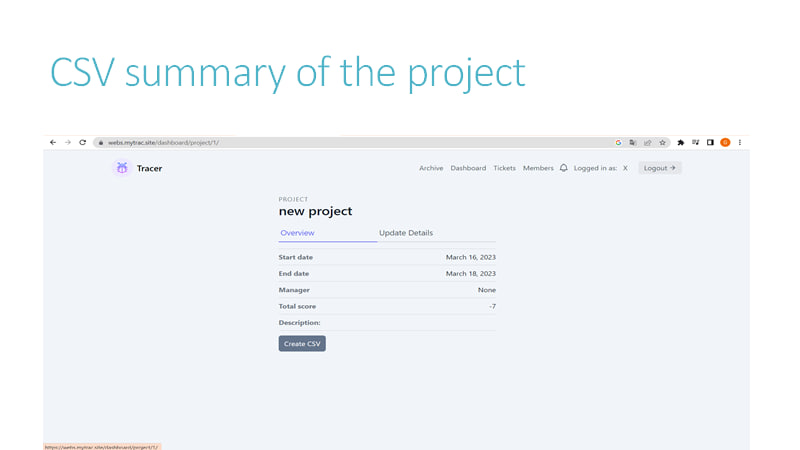 CSV summary of the project
webs.mytrac.site/dashboard/project/1/
Tracer
Archive Dashboard Tickets Members Logged in as: X Logout →
PROJECT
new project
Overview Update Details
Start date March 16, 2023
End date March 18, 2023
Manager None
Total score -7
Description:
Create CSV
https://webs.mytrac.site/dashboard/project/1/